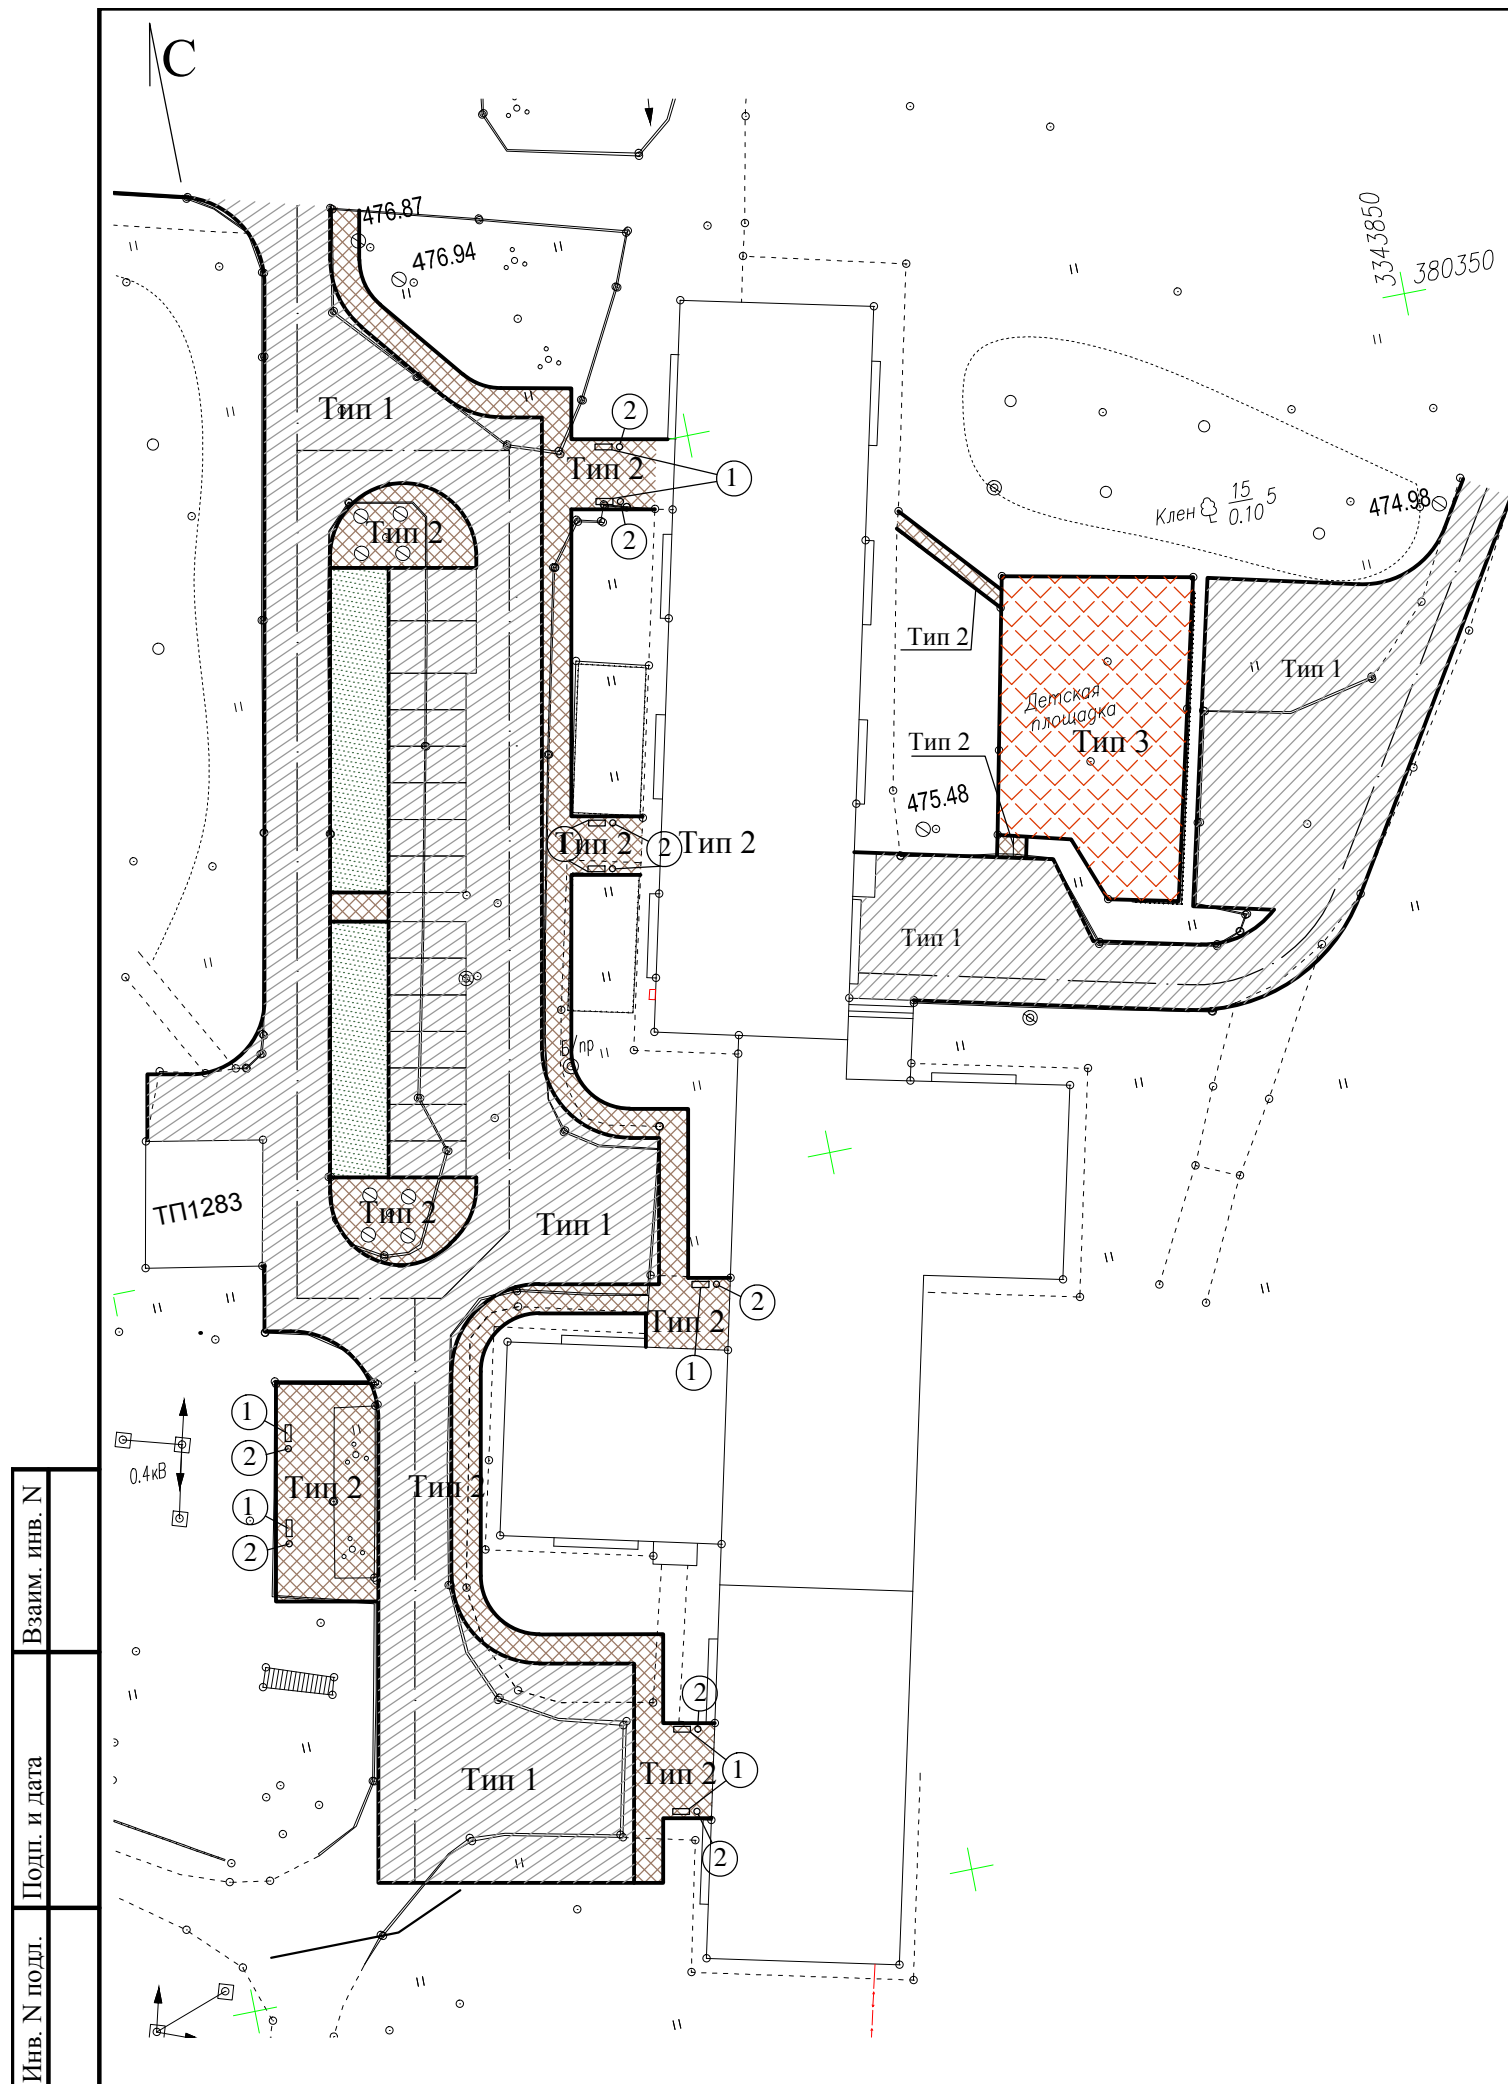 С
476.87
476.94
3343850
380350
Тип 1
2
Тип 2
1
2
Тип 2
Клен
15
0.10
5
474.98
Тип 2
Тип 1
Детская
площадка
Тип 3
Тип 2
475.48
Тип 2
2
Тип 2
Тип 1
Б/пр
ТП1283
Тип 2
Тип 1
2
Тип 2
1
1
2
0.4кВ
Тип 2
Тип 2
1
2
2
Тип 1
Тип 2
1
2
Взаим. инв. N
Подп. и дата
Инв. N подл.